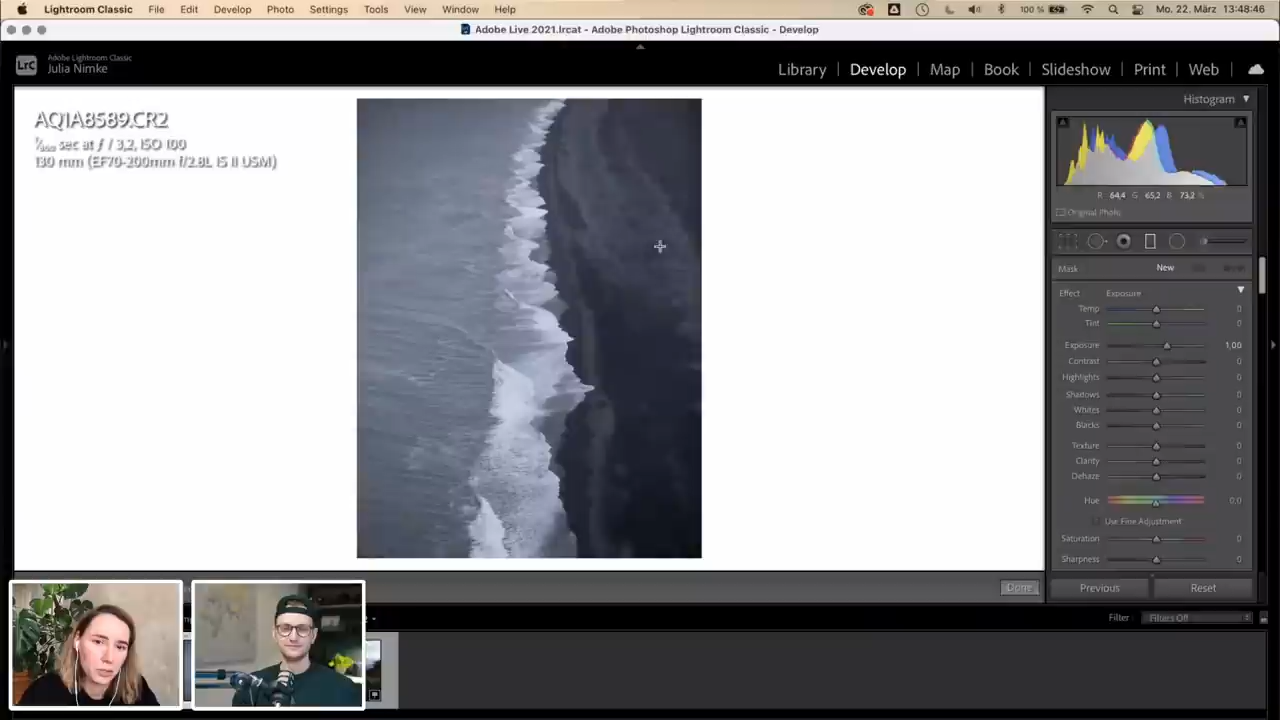 Lightroom Classic File Edit Develop Photo Settings Tools View Window Help 100 % Mo. 22. März 13:48:46
Adobe Live 2021.lrcat - Adobe Photoshop Lightroom Classic - Develop
LrC Adobe Lightroom Classic
Julia Nimke
Library Develop Map Book Slideshow Print Web
AQ1A8589.CR2
sec at f / 3,2, ISO 100
130 mm (EF70-200mm f/2.8L IS II USM)
Histogram
R 64,4 G 65,2 B 73,2 %
Original Photo
Mask New
Effect Exposure
Temp 0
Tint 0
Exposure 1,00
Contrast 0
Highlights 0
Shadows 0
Whites 0
Blacks 0
Texture 0
Clarity 0
Dehaze 0
Hue 0.0
Use Fine Adjustment
Saturation 0
Sharpness 0
Done
Previous Reset
Filter Filters Off